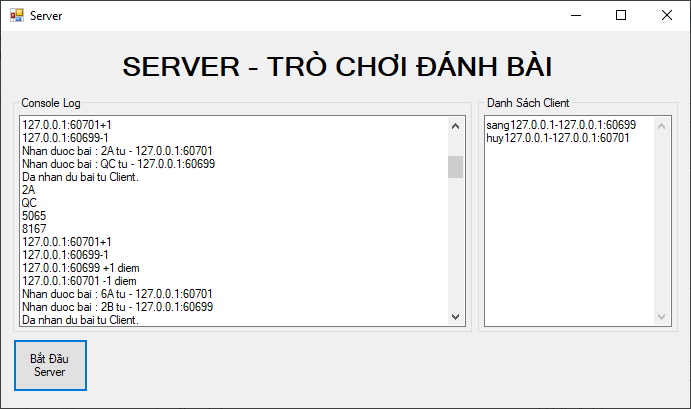 Server
SERVER - TRÒ CHƠI ĐÁNH BÀI
Console Log
127.0.0.1:60701+1
127.0.0.1:60699-1
Nhan duoc bai : 2A tu - 127.0.0.1:60701
Nhan duoc bai : QC tu - 127.0.0.1:60699
Da nhan du bai tu Client.
2A
QC
5065
8167
127.0.0.1:60701+1
127.0.0.1:60699-1
127.0.0.1:60699 +1 diem
127.0.0.1:60701 -1 diem
Nhan duoc bai : 6A tu - 127.0.0.1:60701
Nhan duoc bai : 2B tu - 127.0.0.1:60699
Da nhan du bai tu Client.
Danh Sách Client
sang127.0.0.1-127.0.0.1:60699
huy127.0.0.1-127.0.0.1:60701
Bắt Đầu
Server